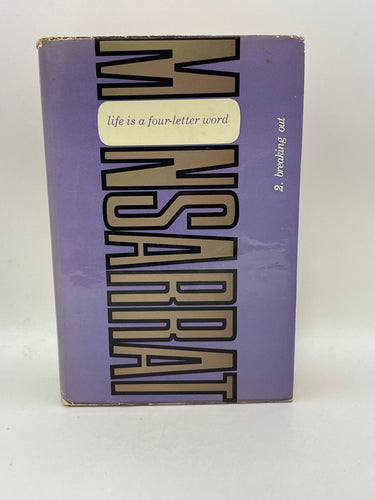 MONSARRAT
life is a four-letter word
2. breaking out